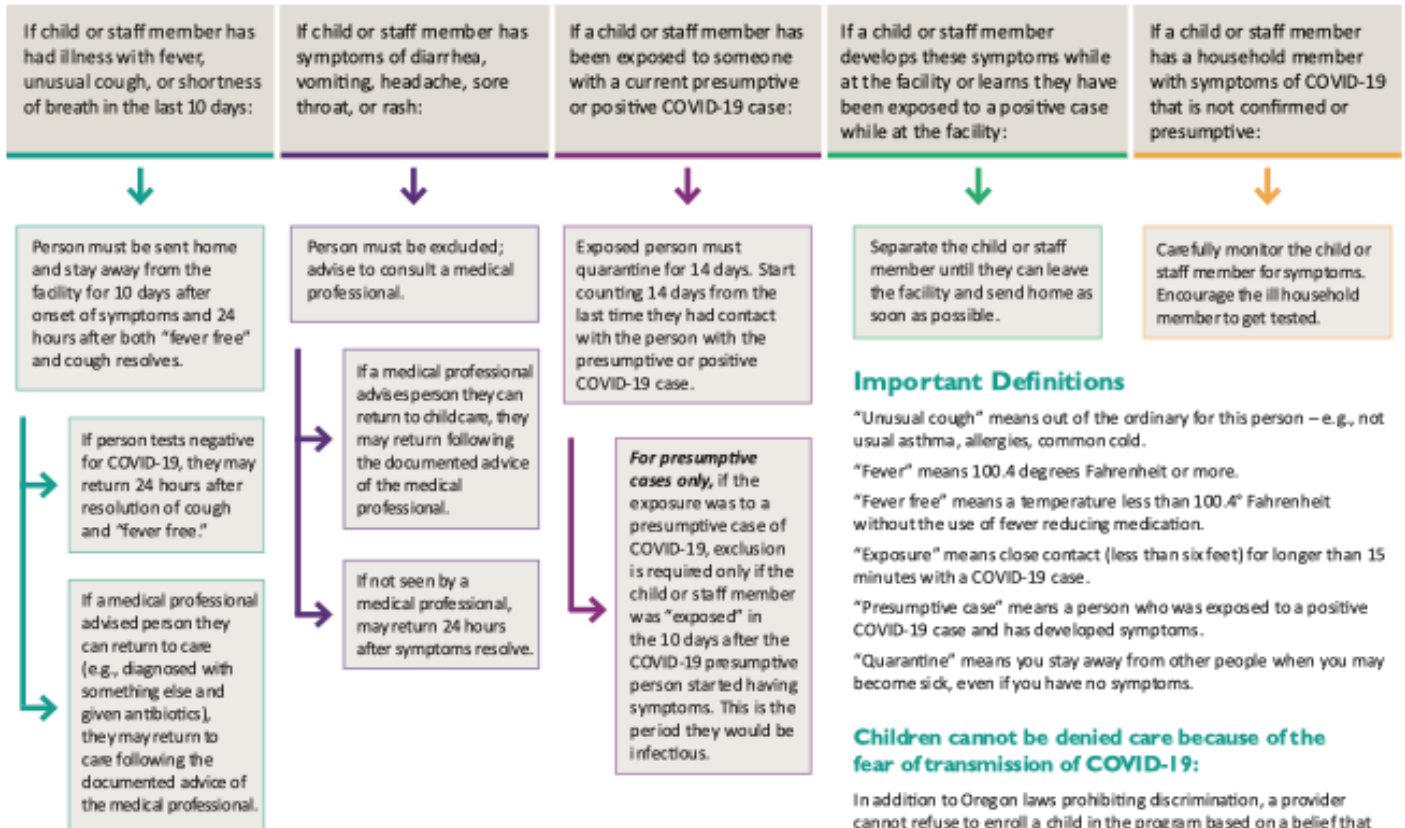 If child or staff member has
had illness with fever,
unusual cough, or shortness
of breath in the last 10 days:
Person must be sent home
and stay away from the
facility for 10 days after
onset of symptoms and 24
hours after both "fever free"
and cough resolves.
If person tests negative
for COVID-19, they may
return 24 hours after
resolution of cough
and "fever free."
If a medical professional
advised person they
can return to care
(e.g., diagnosed with
something else and
given antibiotics),
they may return to
care following the
documented advice of
the medical professional.
If child or staff member has
symptoms of diarrhea,
vomiting, headache, sore
throat, or rash:
Person must be excluded;
advise to consult a medical
professional.
If a medical professional
advises person they can
return to childcare, they
may return following
the documented advice
of the medical
professional.
If not seen by a
medical professional,
may return 24 hours
after symptoms resolve.
If a child or staff member has
been exposed to someone
with a current presumptive
or positive COVID-19 case:
Exposed person must
quarantine for 14 days. Start
counting 14 days from the
last time they had contact
with the person with the
presumptive or positive
COVID-19 case.
For presumptive
cases only, if the
exposure was to a
presumptive case of
COVID-19, exclusion
is required only if the
child or staff member
was "exposed" in
the 10 days after the
COVID-19 presumptive
person started having
symptoms. This is the
period they would be
infectious.
If a child or staff member
develops these symptoms while
at the facility or learns they have
been exposed to a positive case
while at the facility:
Separate the child or staff
member until they can leave
the facility and send home as
soon as possible.
If a child or staff member
has a household member
with symptoms of COVID-19
that is not confirmed or
presumptive:
Carefully monitor the child or
staff member for symptoms.
Encourage the ill household
member to get tested.
Important Definitions
"Unusual cough" means out of the ordinary for this person – e.g., not
usual asthma, allergies, common cold.
"Fever" means 100.4 degrees Fahrenheit or more.
"Fever free" means a temperature less than 100.4° Fahrenheit
without the use of fever reducing medication.
"Exposure" means close contact (less than six feet) for longer than 15
minutes with a COVID-19 case.
"Presumptive case" means a person who was exposed to a positive
COVID-19 case and has developed symptoms.
"Quarantine" means you stay away from other people when you may
become sick, even if you have no symptoms.
Children cannot be denied care because of the
fear of transmission of COVID-19:
In addition to Oregon laws prohibiting discrimination, a provider
cannot refuse to enroll a child in the program based on a belief that